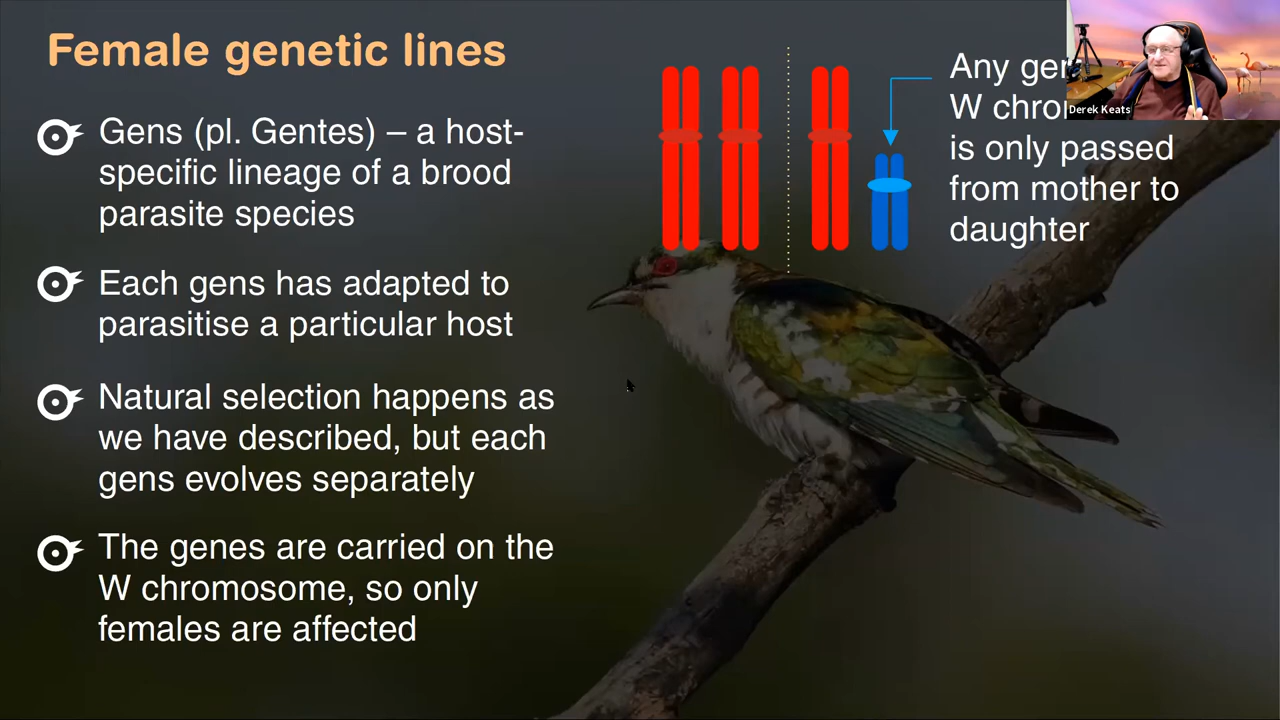 Female genetic lines
Gens (pl. Gentes) – a host-
specific lineage of a brood
parasite species
Each gens has adapted to
parasitise a particular host
Natural selection happens as
we have described, but each
gens evolves separately
The genes are carried on the
W chromosome, so only
females are affected
Any
W
is only passed
from mother to
daughter
Derek Keats